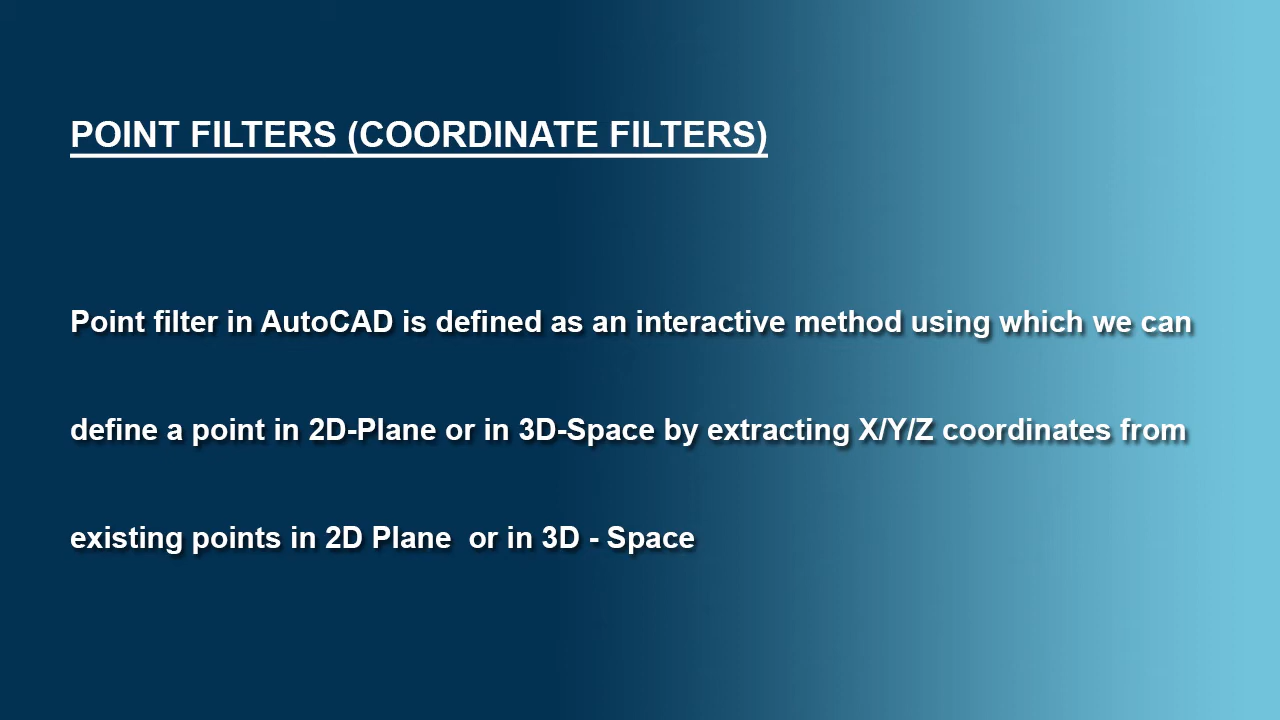 POINT FILTERS (COORDINATE FILTERS)
Point filter in AutoCAD is defined as an interactive method using which we can
define a point in 2D-Plane or in 3D-Space by extracting X/Y/Z coordinates from
existing points in 2D Plane  or in 3D - Space